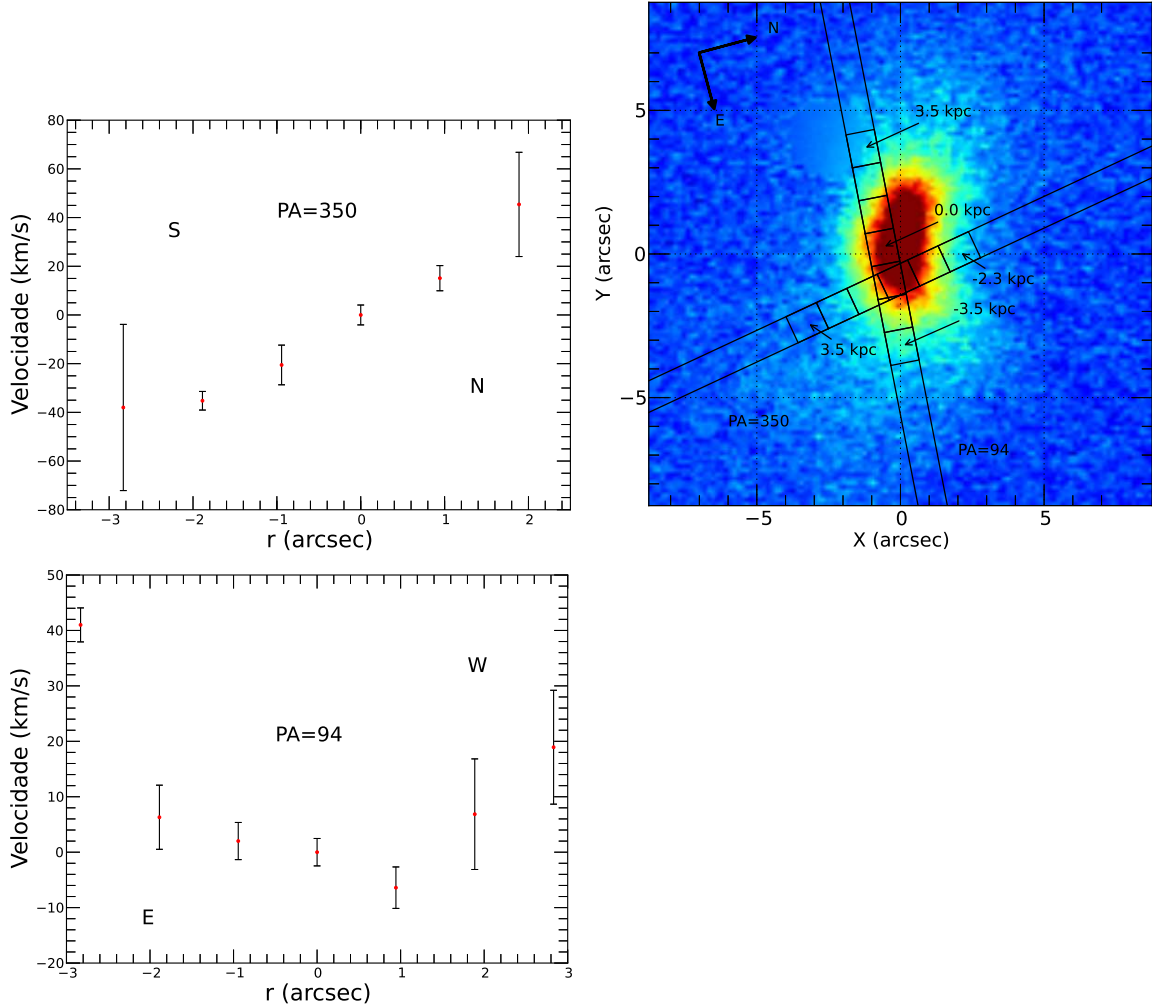 80
60
40
20
0
−20
−40
−60
−80
Velocidade (km/s)
S
PA=350
N
−3
−2
−1
0
1
2
r (arcsec)
N
E
3.5 kpc
0.0 kpc
-2.3 kpc
-3.5 kpc
3.5 kpc
PA=350
PA=94
5
0
−5
Y (arcsec)
−5
0
5
X (arcsec)
50
40
30
20
10
0
−10
−20
Velocidade (km/s)
W
PA=94
E
−3
−2
−1
0
1
2
3
r (arcsec)